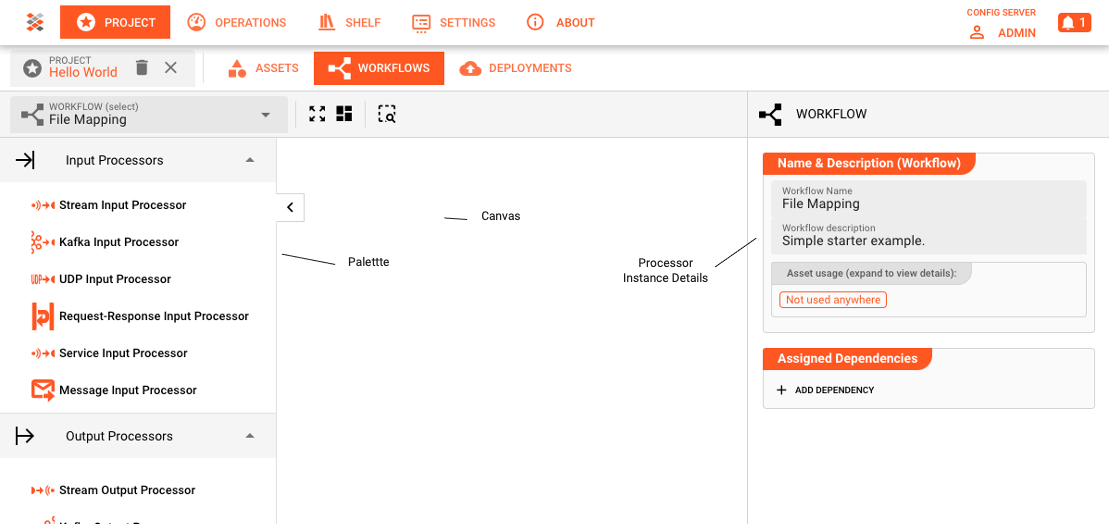 PROJECT
OPERATIONS
SHELF
SETTINGS
ABOUT
CONFIG SERVER
ADMIN
1
PROJECT
Hello World
ASSETS
WORKFLOWS
DEPLOYMENTS
WORKFLOW (select)
File Mapping
WORKFLOW
Input Processors
Stream Input Processor
Kafka Input Processor
UDP UDP Input Processor
Request-Response Input Processor
Service Input Processor
Message Input Processor
Output Processors
Stream Output Processor
Canvas
Palettte
Processor
Instance Details
Name & Description (Workflow)
Workflow Name
File Mapping
Workflow description
Simple starter example.
Asset usage (expand to view details):
Not used anywhere
Assigned Dependencies
ADD DEPENDENCY